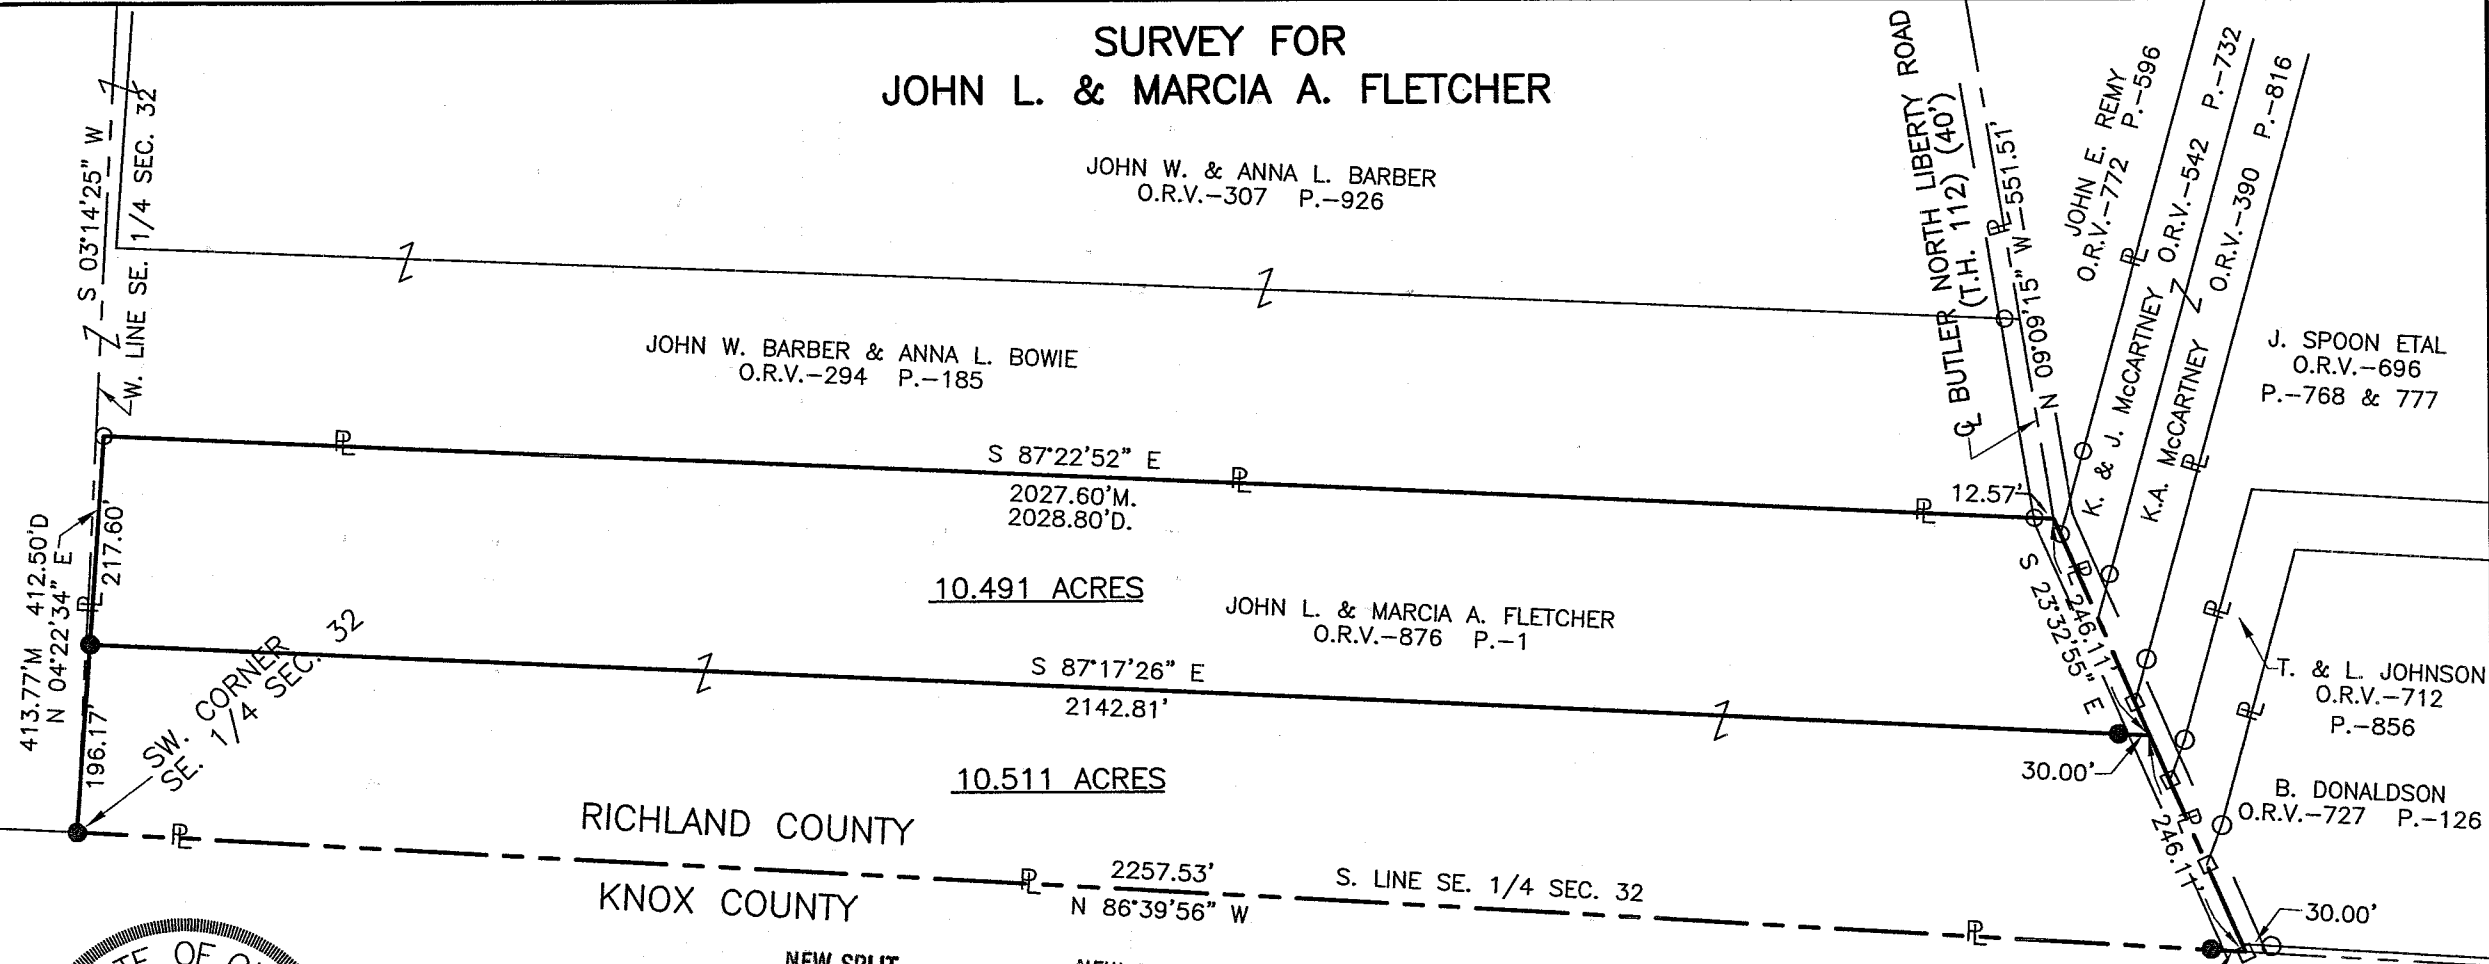 SURVEY FOR
JOHN L. & MARCIA A. FLETCHER
S 03°14'25" W
W. LINE SE. 1/4 SEC. 32
JOHN W. & ANNA L. BARBER
O.R.V.-307 P.-926
BUTLER NORTH LIBERTY ROAD
(T.H. 112) (40')
N 09°09'15" W 551.51'
JOHN E. REMY
O.R.V.-772 P.-596
K. & J. McCARTNEY O.R.V.-542 P.-732
K.A. McCARTNEY O.R.V.-390 P.-816
J. SPOON ETAL
O.R.V.-696
P.-768 & 777
JOHN W. BARBER & ANNA L. BOWIE
O.R.V.-294 P.-185
S 87°22'52" E
2027.60'M.
2028.80'D.
12.57'
413.77'M 412.50'D
N 04°22'34" E
217.60'
196.17'
SW. CORNER
SE. 1/4 SEC. 32
10.491 ACRES
JOHN L. & MARCIA A. FLETCHER
O.R.V.-876 P.-1
246.11'
S 23°32'55" E
S 87°17'26" E
2142.81'
30.00'
T. & L. JOHNSON
O.R.V.-712
P.-856
10.511 ACRES
B. DONALDSON
O.R.V.-727 P.-126
246.11'
RICHLAND COUNTY
KNOX COUNTY
2257.53'
N 86°39'56" W
S. LINE SE. 1/4 SEC. 32
30.00'
NEW SPLIT